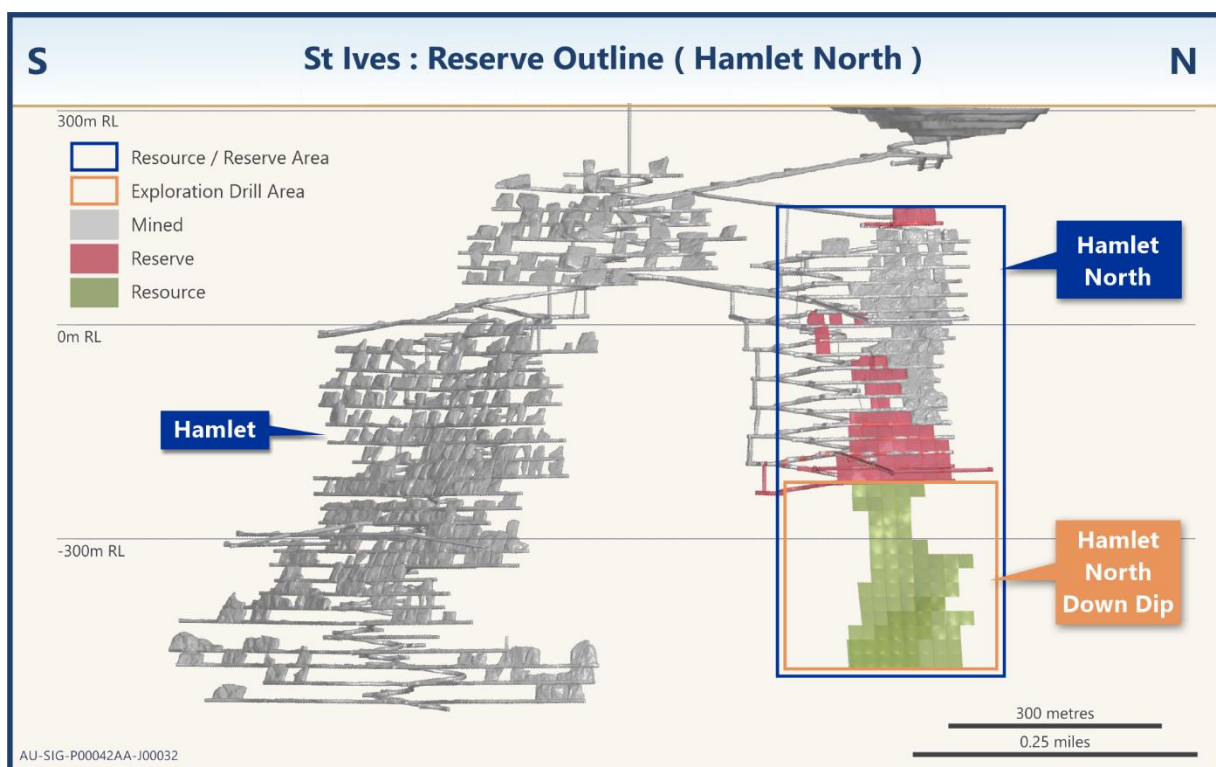 S
St Ives : Reserve Outline ( Hamlet North )
N
300m RL
Resource / Reserve Area
Exploration Drill Area
Mined
Reserve
Resource
Hamlet
North
0m RL
Hamlet
-300m RL
Hamlet
North
Down Dip
300 metres
0.25 miles
AU-SIG-P00042AA-J00032